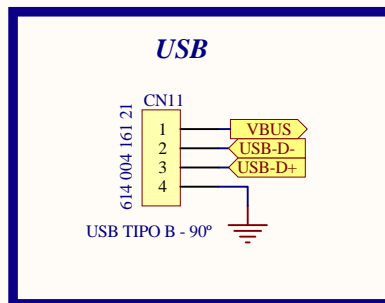 USB
CN11
614 004 161 21
1 VBUS
2 USB-D-
3 USB-D+
4
USB TIPO B - 90º